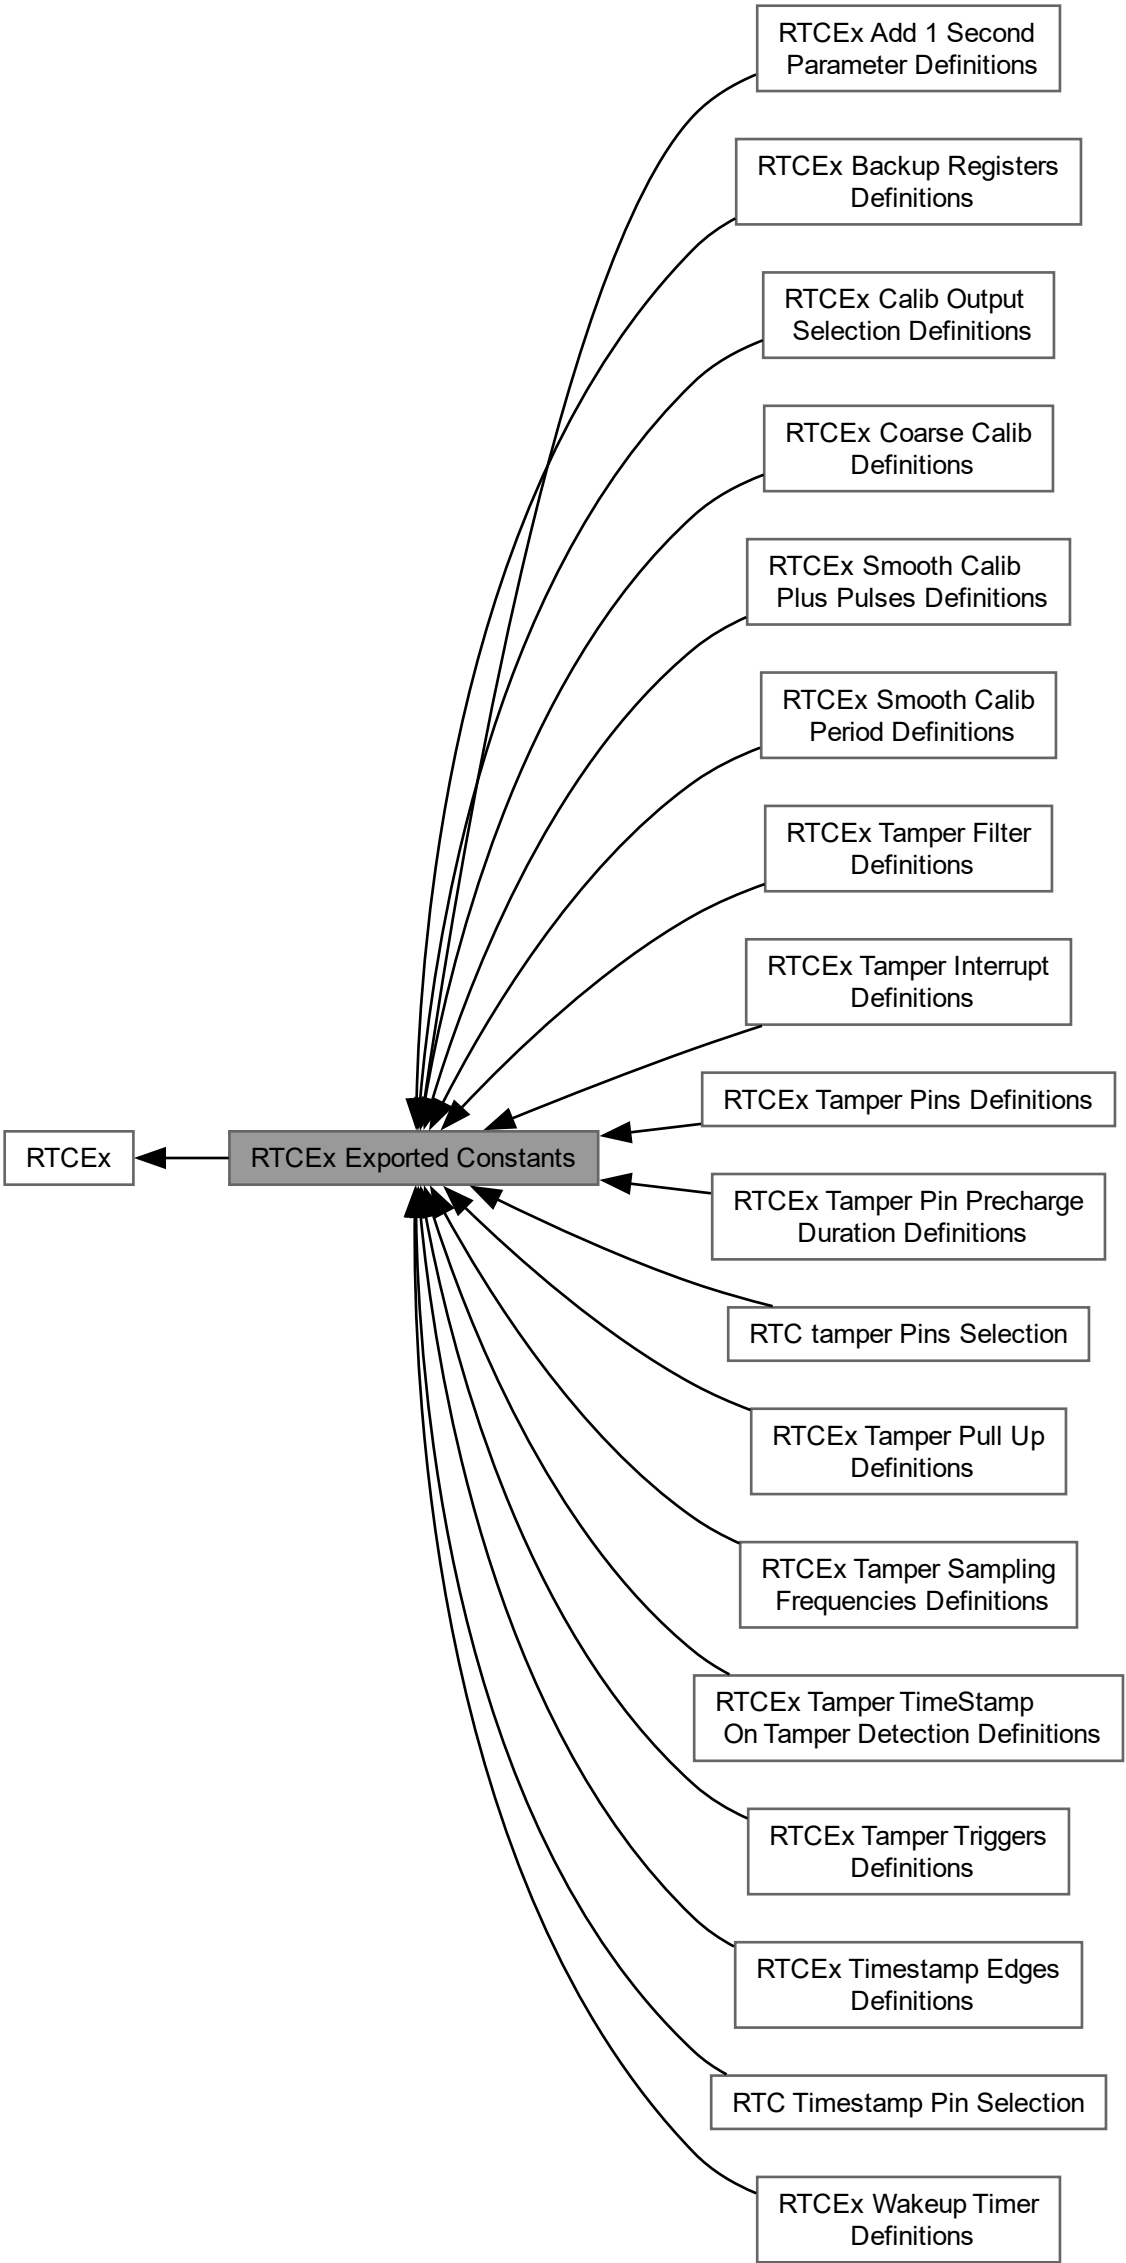 RTCEx Add 1 Second
Parameter Definitions
RTCEx Backup Registers
Definitions
RTCEx Calib Output
Selection Definitions
RTCEx Coarse Calib
Definitions
RTCEx Smooth Calib
Plus Pulses Definitions
RTCEx Smooth Calib
Period Definitions
RTCEx Tamper Filter
Definitions
RTCEx Tamper Interrupt
Definitions
RTCEx Tamper Pins Definitions
RTCEx
RTCEx Exported Constants
RTCEx Tamper Pin Precharge
Duration Definitions
RTC tamper Pins Selection
RTCEx Tamper Pull Up
Definitions
RTCEx Tamper Sampling
Frequencies Definitions
RTCEx Tamper TimeStamp
On Tamper Detection Definitions
RTCEx Tamper Triggers
Definitions
RTCEx Timestamp Edges
Definitions
RTC Timestamp Pin Selection
RTCEx Wakeup Timer
Definitions